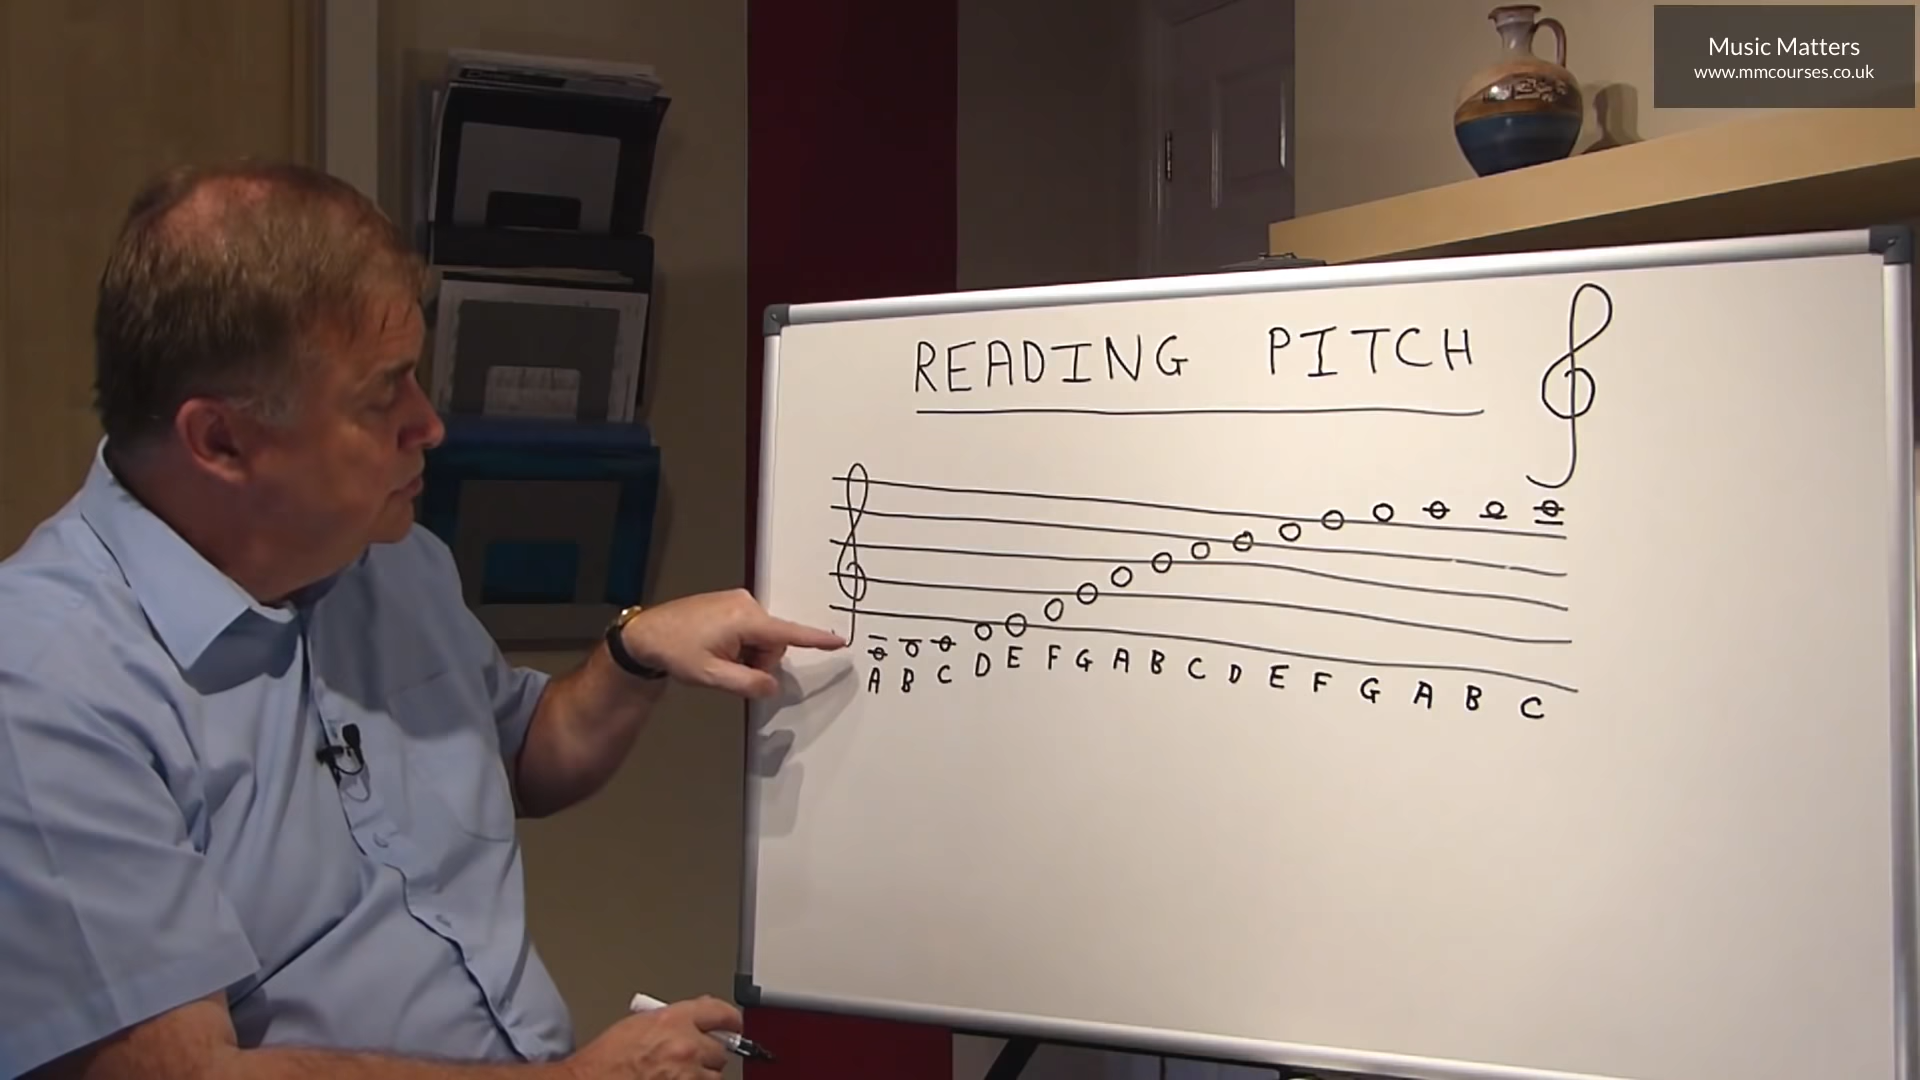 Music Matters
www.mmcourses.co.uk
READING PITCH
A B C D E F G A B C D E F G A B C